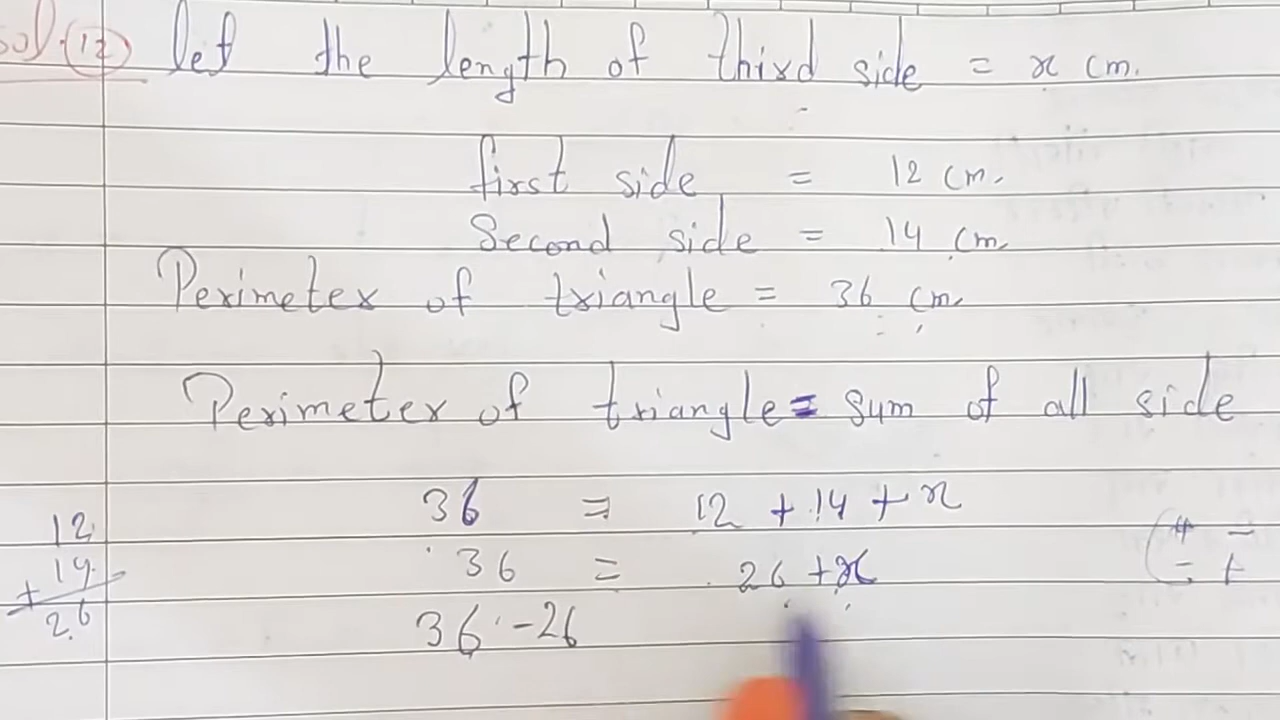 Sol.(12) let the length of third side = x cm.
first side = 12 cm.
Second side = 14 cm.
Perimeter of triangle = 36 cm.
Perimeter of triangle = sum of all side
36 = 12 + 14 + x
36 = 26 + x
36 - 26
12
14
+
26
+ -
- +